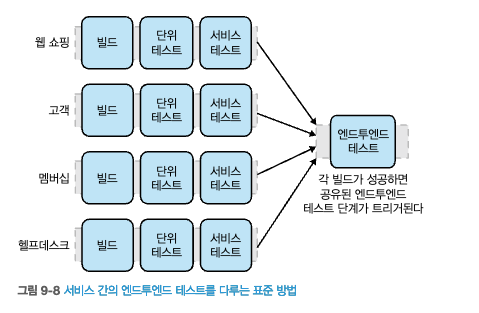 웹 쇼핑
빌드
단위
테스트
서비스
테스트
고객
빌드
단위
테스트
서비스
테스트
멤버십
빌드
단위
테스트
서비스
테스트
헬프데스크
빌드
단위
테스트
서비스
테스트
엔드투엔드
테스트
각 빌드가 성공하면
공유된 엔드투엔드
테스트 단계가 트리거된다
그림 9-8 서비스 간의 엔드투엔드 테스트를 다루는 표준 방법